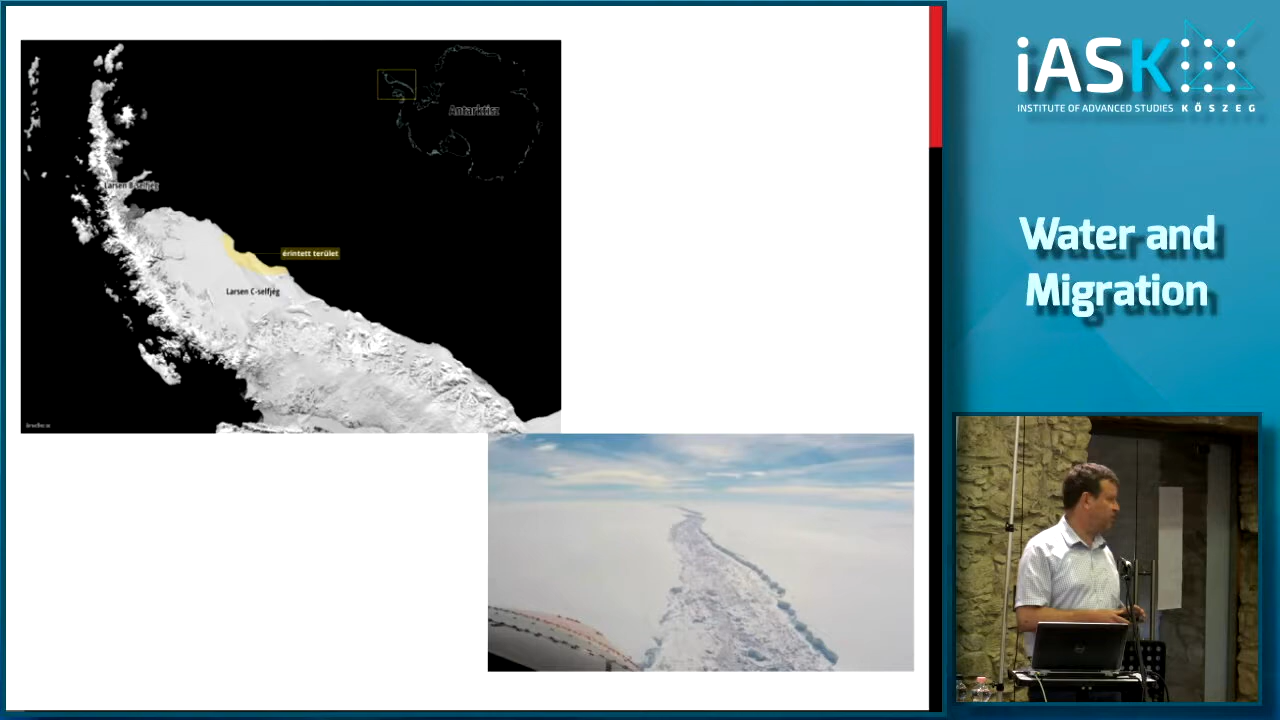 Antarktisz
Larsen B-selfjég
érintett terület
Larsen C-selfjég
iASK
INSTITUTE OF ADVANCED STUDIES KŐSZEG
Water and
Migration